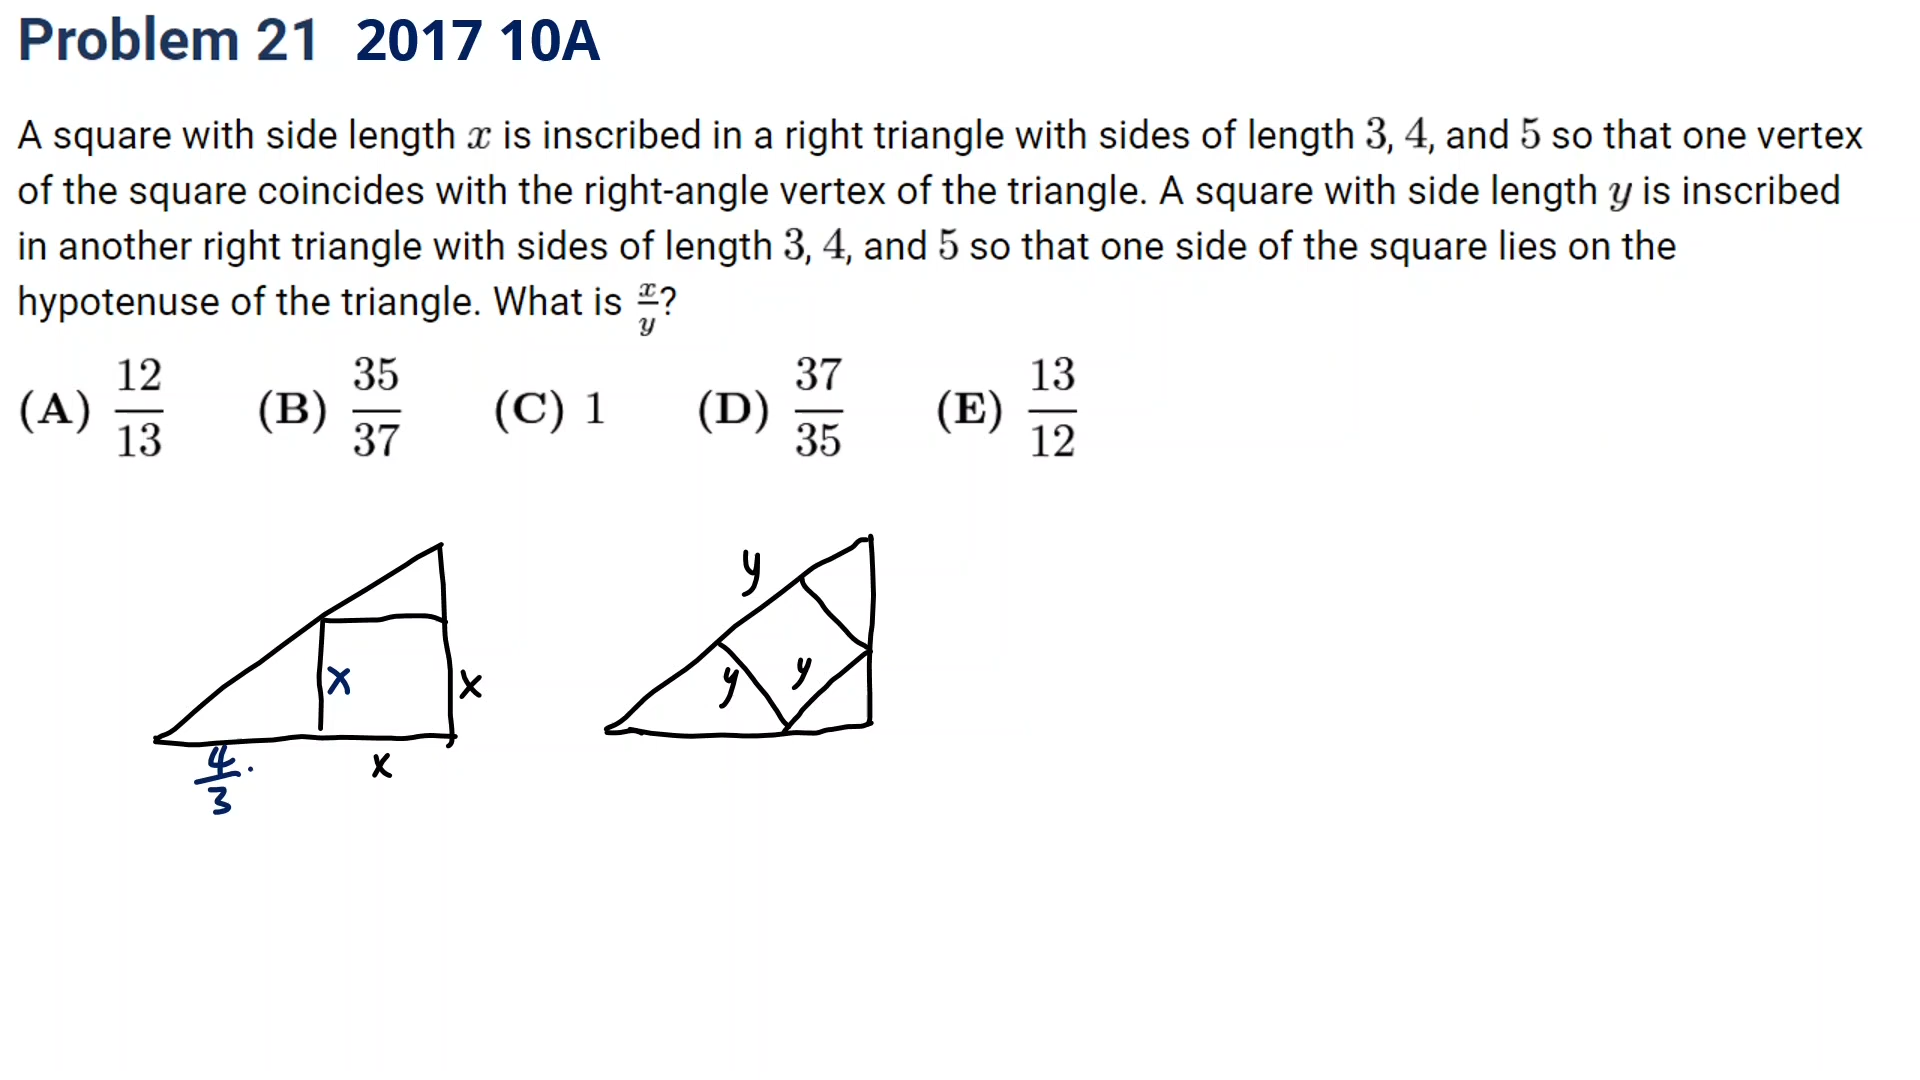 Problem 21 2017 10A
A square with side length x is inscribed in a right triangle with sides of length 3, 4, and 5 so that one vertex
of the square coincides with the right-angle vertex of the triangle. A square with side length y is inscribed
in another right triangle with sides of length 3, 4, and 5 so that one side of the square lies on the
hypotenuse of the triangle. What is x/y?
(A) 12/13 (B) 35/37 (C) 1 (D) 37/35 (E) 13/12
y
x x y y
4/3 · x